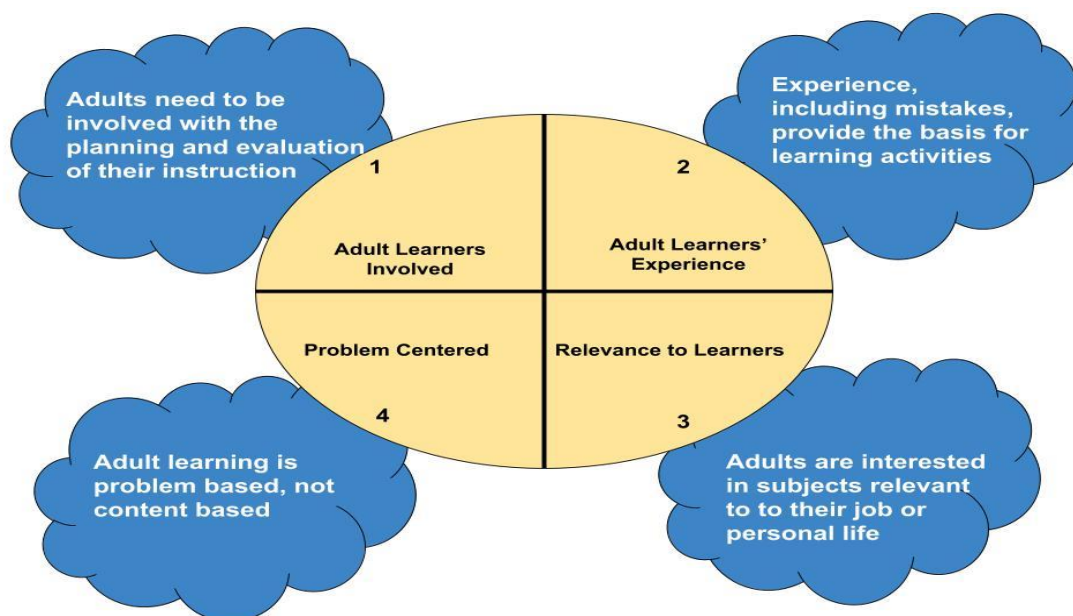 Adults need to be
involved with the
planning and evaluation
of their instruction
Experience,
including mistakes,
provide the basis for
learning activities
1
2
Adult Learners
Involved
Adult Learners’
Experience
Problem Centered
Relevance to Learners
4
3
Adult learning is
problem based, not
content based
Adults are interested
in subjects relevant
to to their job or
personal life